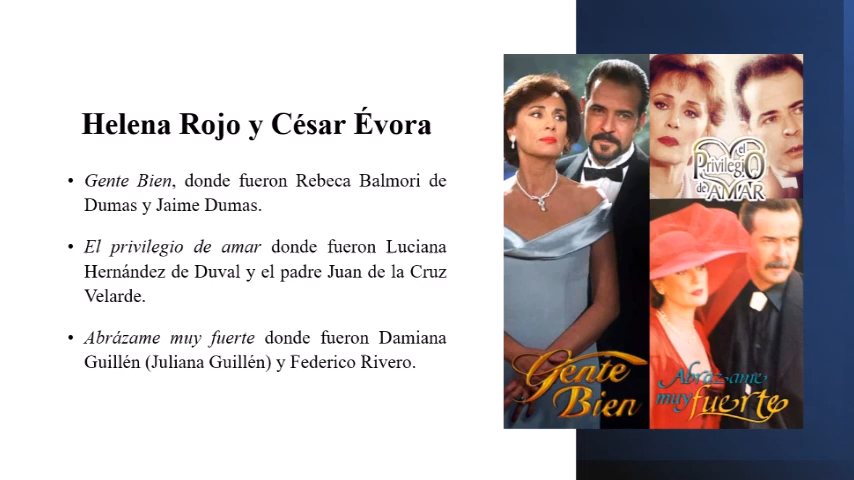 Helena Rojo y César Évora
• Gente Bien, donde fueron Rebeca Balmori de
Dumas y Jaime Dumas.
• El privilegio de amar donde fueron Luciana
Hernández de Duval y el padre Juan de la Cruz
Velarde.
• Abrázame muy fuerte donde fueron Damiana
Guillén (Juliana Guillén) y Federico Rivero.
el
PrivilegiO
de AMAR
Gente
Bien
Abrázame
muy fuerte